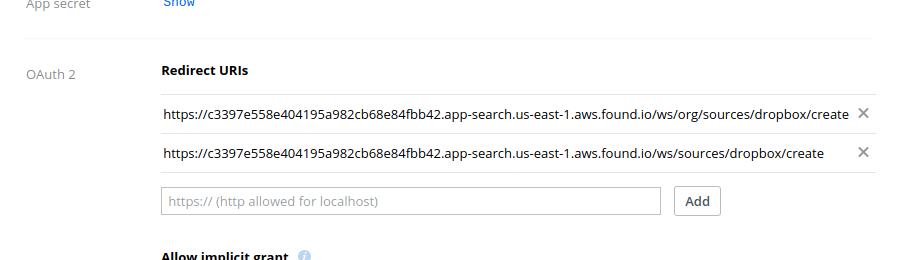 App secret
Show
OAuth 2
Redirect URIs
https://c3397e558e404195a982cb68e84fbb42.app-search.us-east-1.aws.found.io/ws/org/sources/dropbox/create
https://c3397e558e404195a982cb68e84fbb42.app-search.us-east-1.aws.found.io/ws/sources/dropbox/create
https:// (http allowed for localhost)
Add
Allow implicit grant